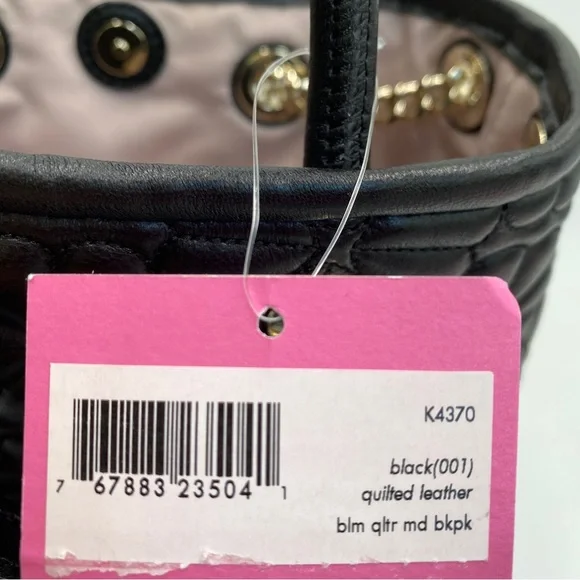 K4370
7 67883 23504 1
black(001)
quilted leather
blm qltr md bkpk